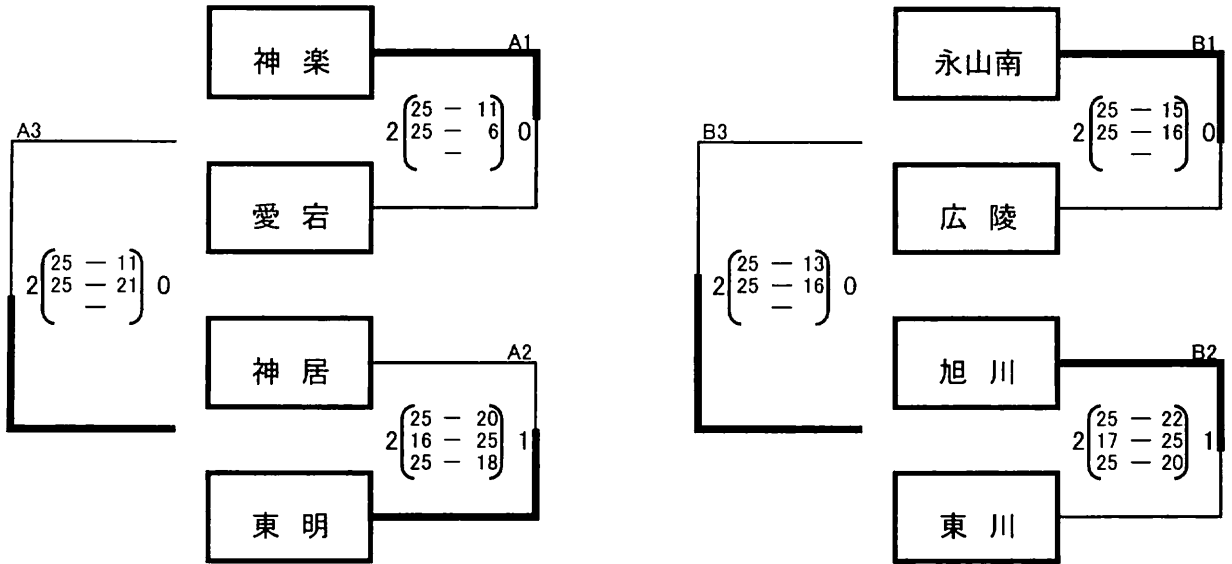 神楽
A1
2 25 — 11 0
25 — 6
—
愛宕
A3
2 25 — 11 0
25 — 21
—
神居
A2
2 25 — 20 1
16 — 25
25 — 18
東明
永山南
B1
2 25 — 15 0
25 — 16
—
広陵
B3
2 25 — 13 0
25 — 16
—
旭川
B2
2 25 — 22 1
17 — 25
25 — 20
東川